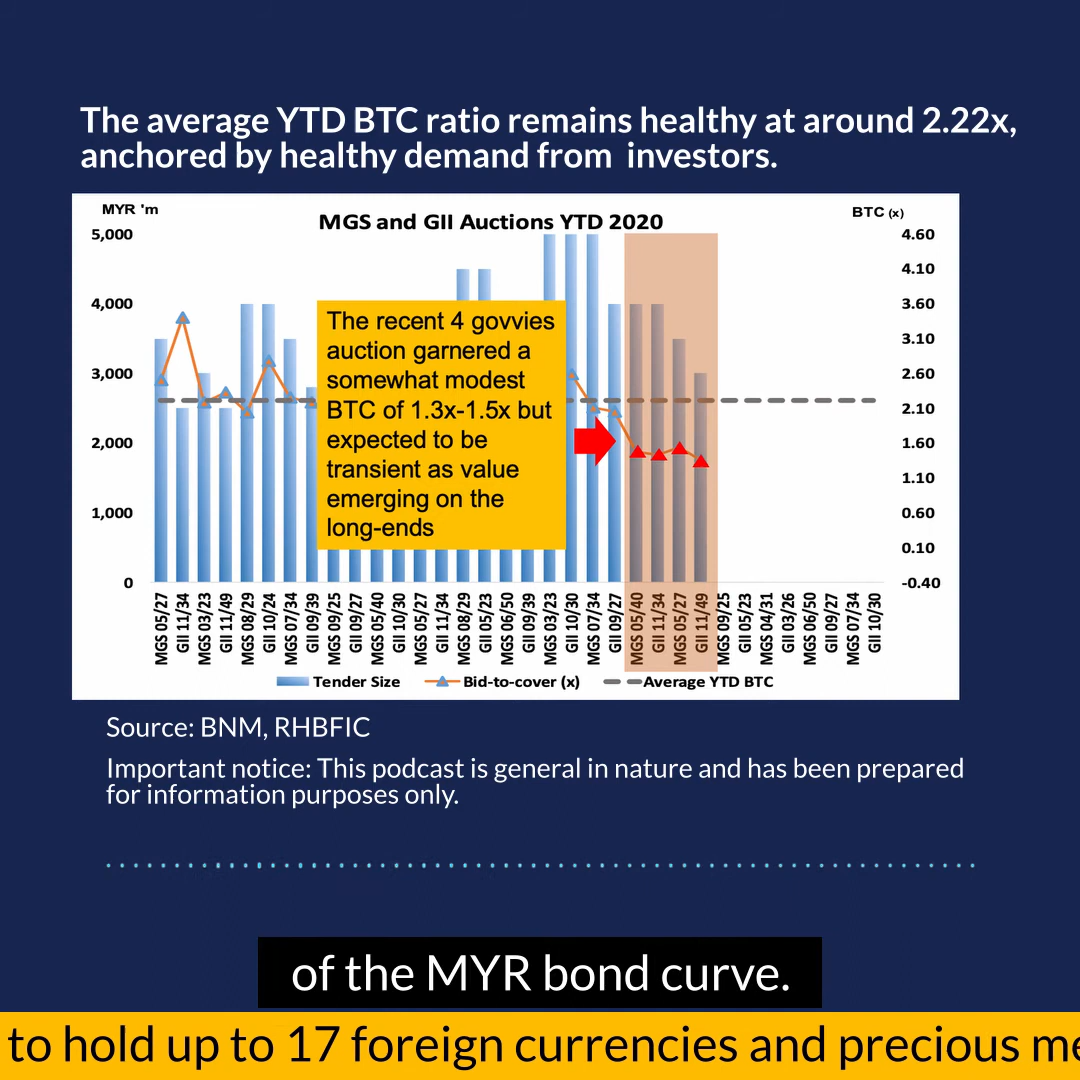 The average YTD BTC ratio remains healthy at around 2.22x,
anchored by healthy demand from investors.
MYR 'm
BTC (x)
MGS and GII Auctions YTD 2020
5,000
4,000
3,000
2,000
1,000
0
4.60
4.10
3.60
3.10
2.60
2.10
1.60
1.10
0.60
0.10
-0.40
The recent 4 govvies
auction garnered a
somewhat modest
BTC of 1.3x-1.5x but
expected to be
transient as value
emerging on the
long-ends
MGS 05/27
GII 11/34
MGS 03/23
GII 11/49
MGS 08/29
GII 10/24
MGS 07/34
GII 09/39
MGS 09/25
GII 09/27
MGS 05/40
GII 10/30
MGS 05/27
GII 11/34
MGS 08/29
GII 05/23
MGS 06/50
GII 09/39
MGS 03/23
GII 10/30
MGS 07/34
GII 09/27
MGS 05/40
GII 11/34
MGS 05/27
GII 11/49
MGS 09/25
GII 05/23
MGS 04/31
GII 03/26
MGS 06/50
GII 09/27
MGS 07/34
GII 10/30
Tender Size
Bid-to-cover (x)
Average YTD BTC
Source: BNM, RHBFIC
Important notice: This podcast is general in nature and has been prepared
for information purposes only.
of the MYR bond curve.
to hold up to 17 foreign currencies and precious me